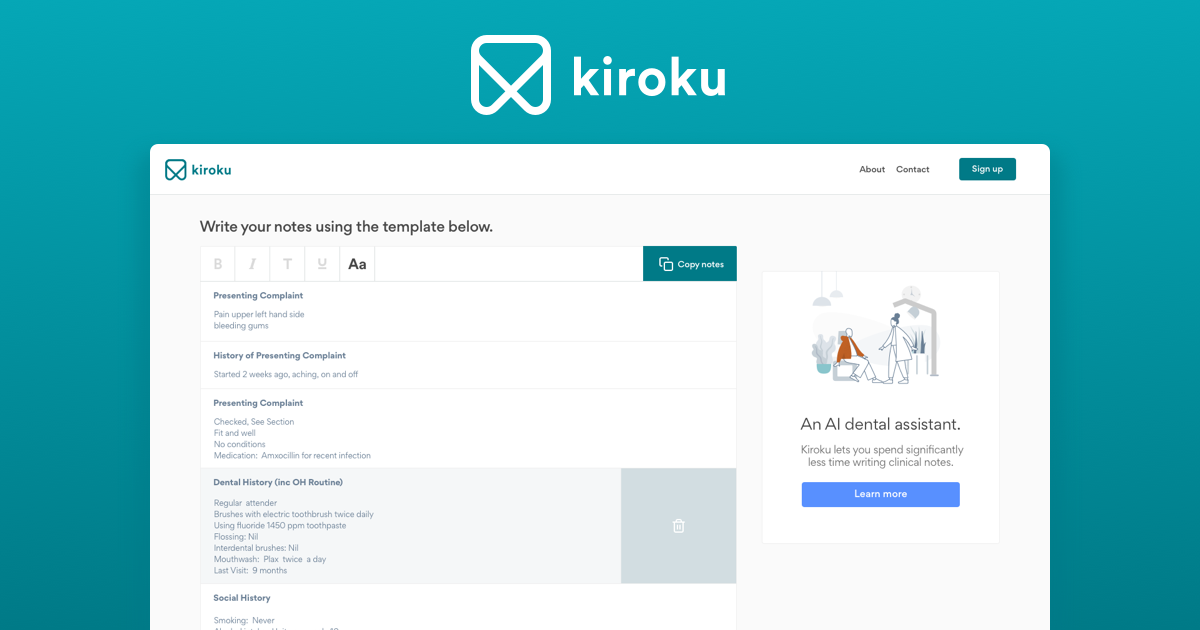 kiroku
kiroku
About
Contact
Sign up
Write your notes using the template below.
B
I
T
U
Aa
Copy notes
Presenting Complaint
Pain upper left hand side
bleeding gums
History of Presenting Complaint
Started 2 weeks ago, aching, on and off
Presenting Complaint
Checked, See Section
Fit and well
No conditions
Medication: Amxocillin for recent infection
Dental History (inc OH Routine)
Regular attender
Brushes with electric toothbrush twice daily
Using fluoride 1450 ppm toothpaste
Flossing: Nil
Interdental brushes: Nil
Mouthwash: Plax twice a day
Last Visit: 9 months
Social History
Smoking: Never
An AI dental assistant.
Kiroku lets you spend significantly
less time writing clinical notes.
Learn more